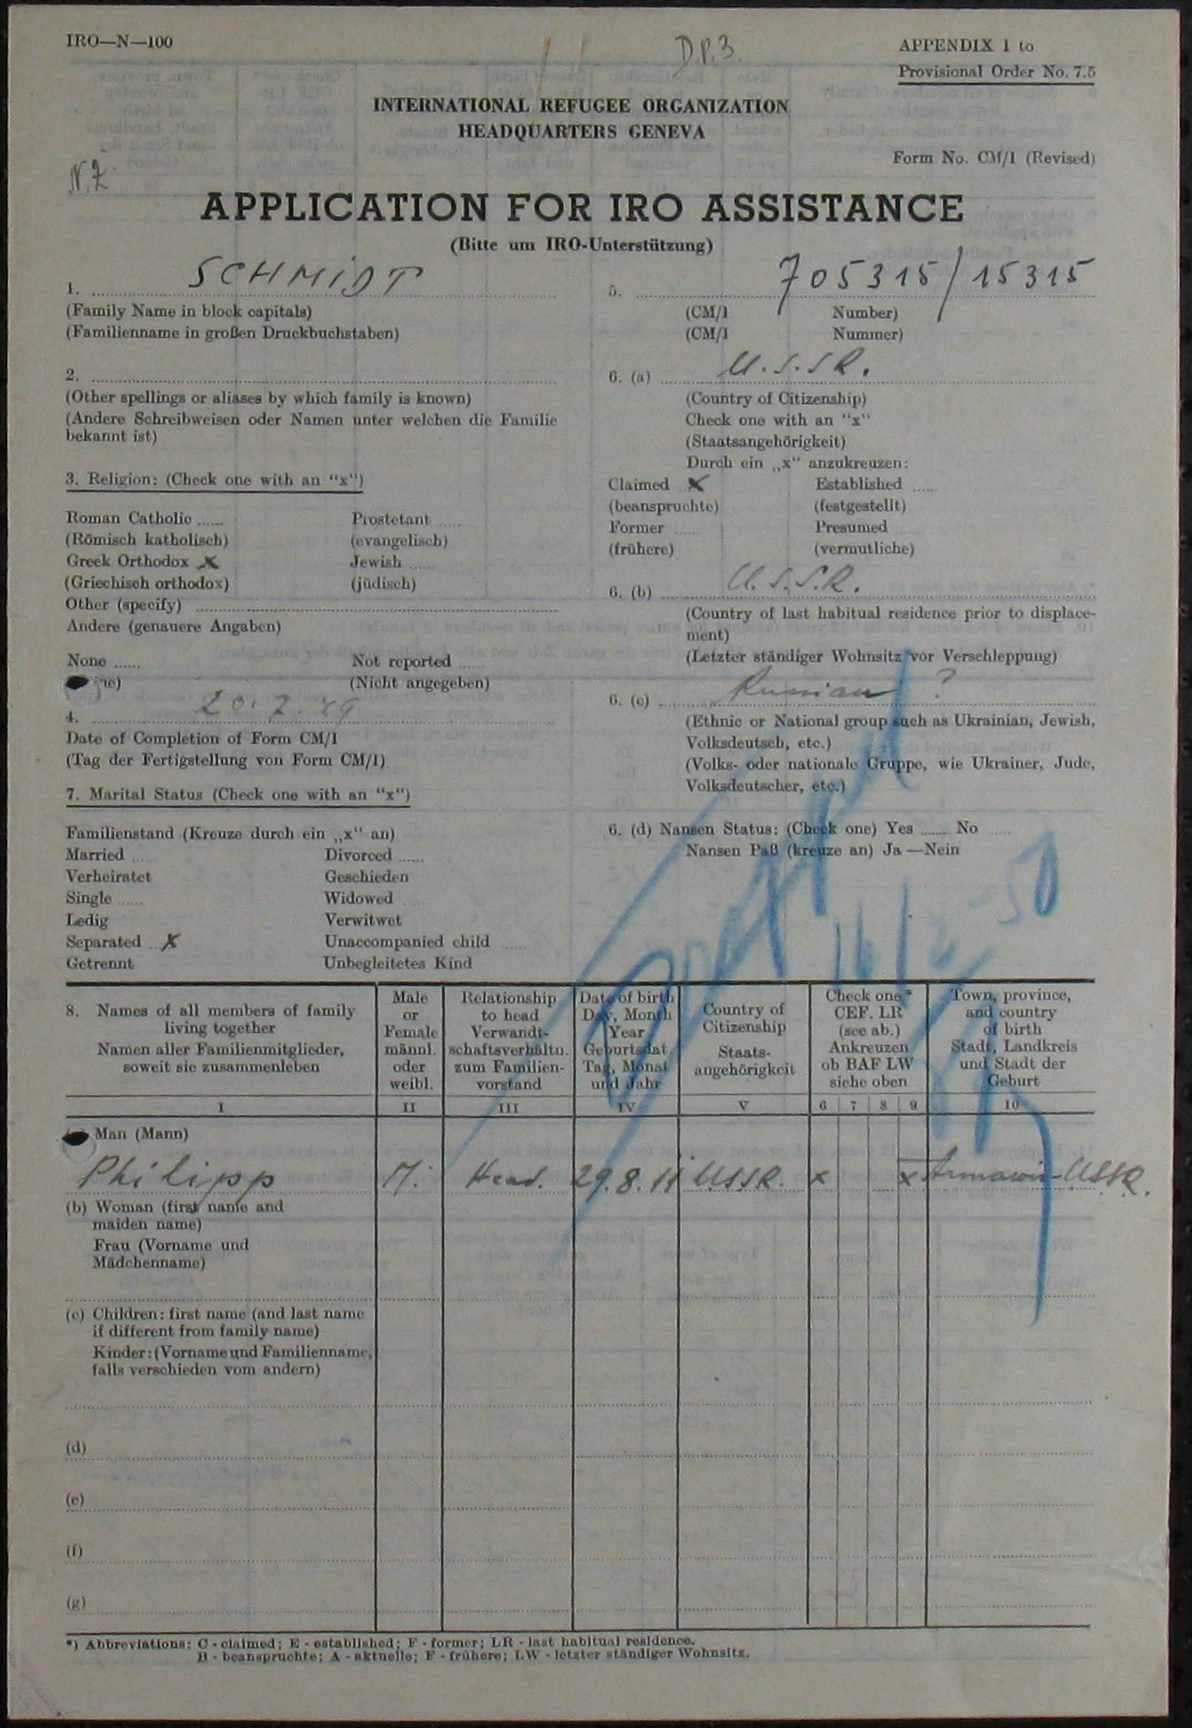 IRO—N—100
D.P.3.
APPENDIX 1 to
Provisional Order No. 7.5
INTERNATIONAL REFUGEE ORGANIZATION
HEADQUARTERS GENEVA
Form No. CM/1 (Revised)
N.Z.
APPLICATION FOR IRO ASSISTANCE
(Bitte um IRO-Unterstützung)
1. SCHMIDT
(Family Name in block capitals)
(Familienname in großen Druckbuchstaben)
2.
(Other spellings or aliases by which family is known)
(Andere Schreibweisen oder Namen unter welchen die Familie
bekannt ist)
3. Religion: (Check one with an "x")
Roman Catholic Prostetant
(Römisch katholisch) (evangelisch)
Greek Orthodox x Jewish
(Griechisch orthodox) (jüdisch)
Other (specify)
Andere (genauere Angaben)
None Not reported
(Nicht angegeben)
4. 20.7.49
Date of Completion of Form CM/1
(Tag der Fertigstellung von Form CM/1)
7. Marital Status (Check one with an "x")
Familienstand (Kreuze durch ein „x" an)
Married Divorced
Verheiratet Geschieden
Single Widowed
Ledig Verwitwet
Separated x Unaccompanied child
Getrennt Unbegleitetes Kind
5. 705315/15315
(CM/1 Number)
(CM/1 Nummer)
6. (a) U.S.S.R.
(Country of Citizenship)
Check one with an "x"
(Staatsangehörigkeit)
Durch ein „x" anzukreuzen:
Claimed x Established
(beanspruchte) (festgestellt)
Former Presumed
(frühere) (vermutliche)
6. (b) U.S.S.R.
(Country of last habitual residence prior to displace-
ment)
(Letzter ständiger Wohnsitz vor Verschleppung)
6. (c) Russian ?
(Ethnic or National group such as Ukrainian, Jewish,
Volksdeutsch, etc.)
(Volks- oder nationale Gruppe, wie Ukrainer, Jude,
Volksdeutscher, etc.)
6. (d) Nansen Status: (Check one) Yes No
Nansen Paß (kreuze an) Ja —Nein
8. Names of all members of family
living together
Namen aller Familienmitglieder,
soweit sie zusammenleben
Male
or
Female
männl.
oder
weibl.
Relationship
to head
Verwandt-
schaftsverhältn.
zum Familien-
vorstand
Date of birth
Day, Month
Year
Geburtsdat.
Tag, Monat
und Jahr
Country of
Citizenship
Staats-
angehörigkeit
Check one*
CEF. LR
(see ab.)
Ankreuzen
ob BAF LW
siehe oben
Town, province,
and country
of birth
Stadt, Landkreis
und Stadt der
Geburt
I II III IV V 6 7 8 9 10
Man (Mann)
Philipp M. Head. 29.8.11 USSR. x x Armawir-USSR.
(b) Woman (first name and
maiden name)
Frau (Vorname und
Mädchenname)
(c) Children: first name (and last name
if different from family name)
Kinder: (Vorname und Familienname,
falls verschieden vom andern)
(d)
(e)
(f)
(g)
*) Abbreviations: C - claimed; E - established; F - former; LR - last habitual residence.
B - beanspruchte; A - aktuelle; F - frühere; LW - letzter ständiger Wohnsitz.